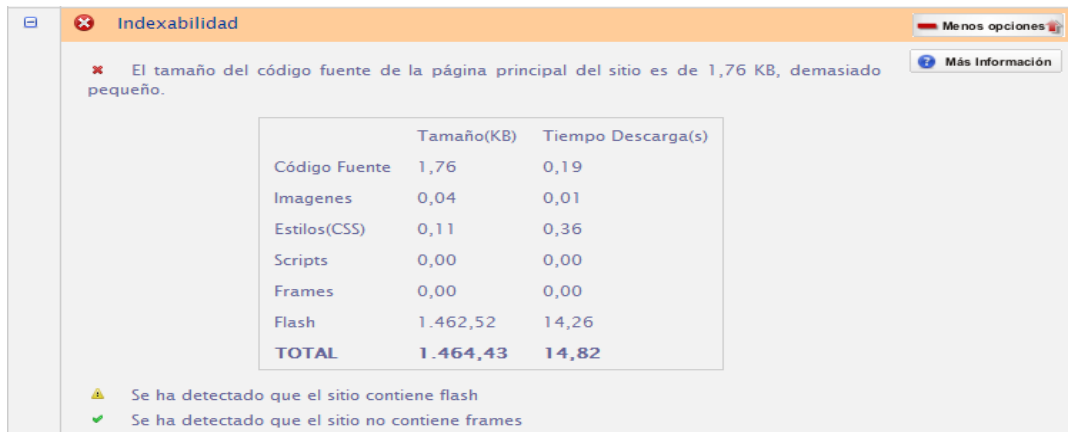 Indexabilidad
Menos opciones
Más Información
El tamaño del código fuente de la página principal del sitio es de 1,76 KB, demasiado
pequeño.
Tamaño(KB) Tiempo Descarga(s)
Código Fuente 1,76 0,19
Imagenes 0,04 0,01
Estilos(CSS) 0,11 0,36
Scripts 0,00 0,00
Frames 0,00 0,00
Flash 1.462,52 14,26
TOTAL 1.464,43 14,82
Se ha detectado que el sitio contiene flash
Se ha detectado que el sitio no contiene frames